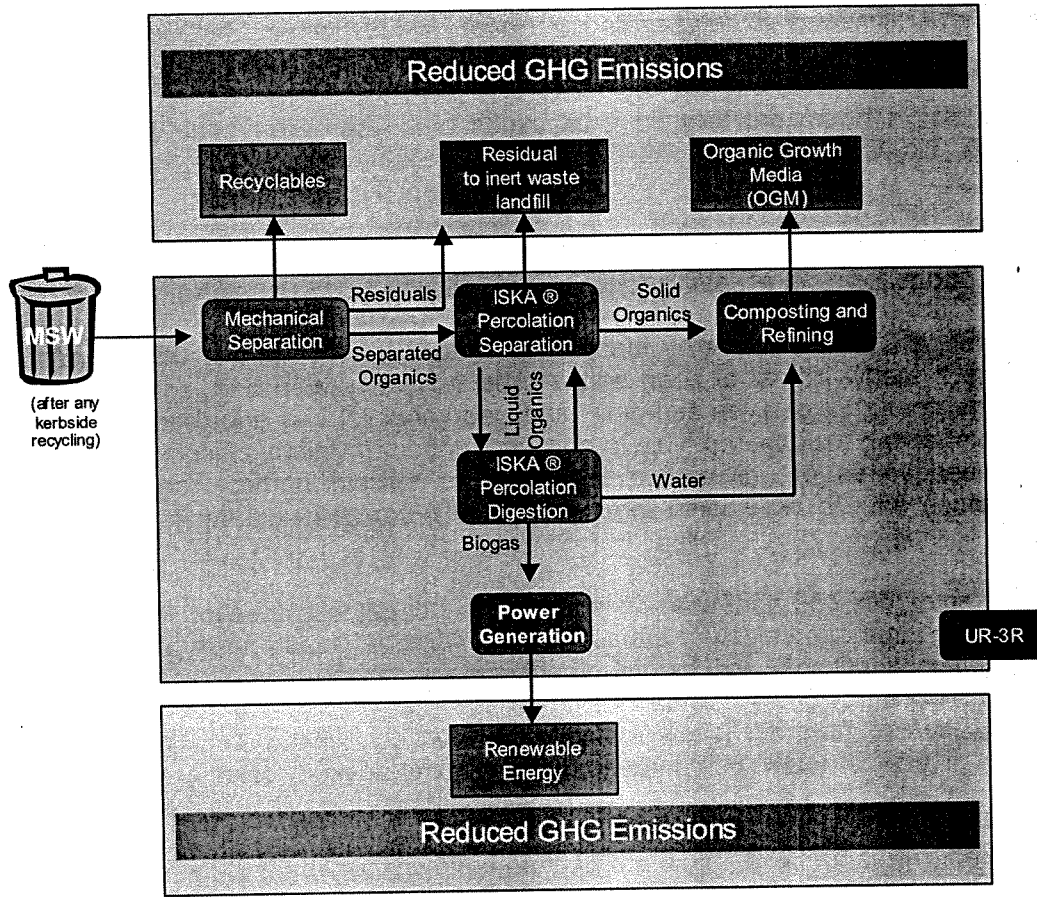 Reduced GHG Emissions
Recyclables
Residual
to inert waste
landfill
Organic Growth
Media
(OGM)
MSW
(after any
kerbside
recycling)
Mechanical
Separation
Residuals
Separated
Organics
ISKA ®
Percolation
Separation
Solid
Organics
Composting and
Refining
Liquid
Organics
ISKA ®
Percolation
Digestion
Water
Biogas
Power
Generation
UR-3R
Renewable
Energy
Reduced GHG Emissions